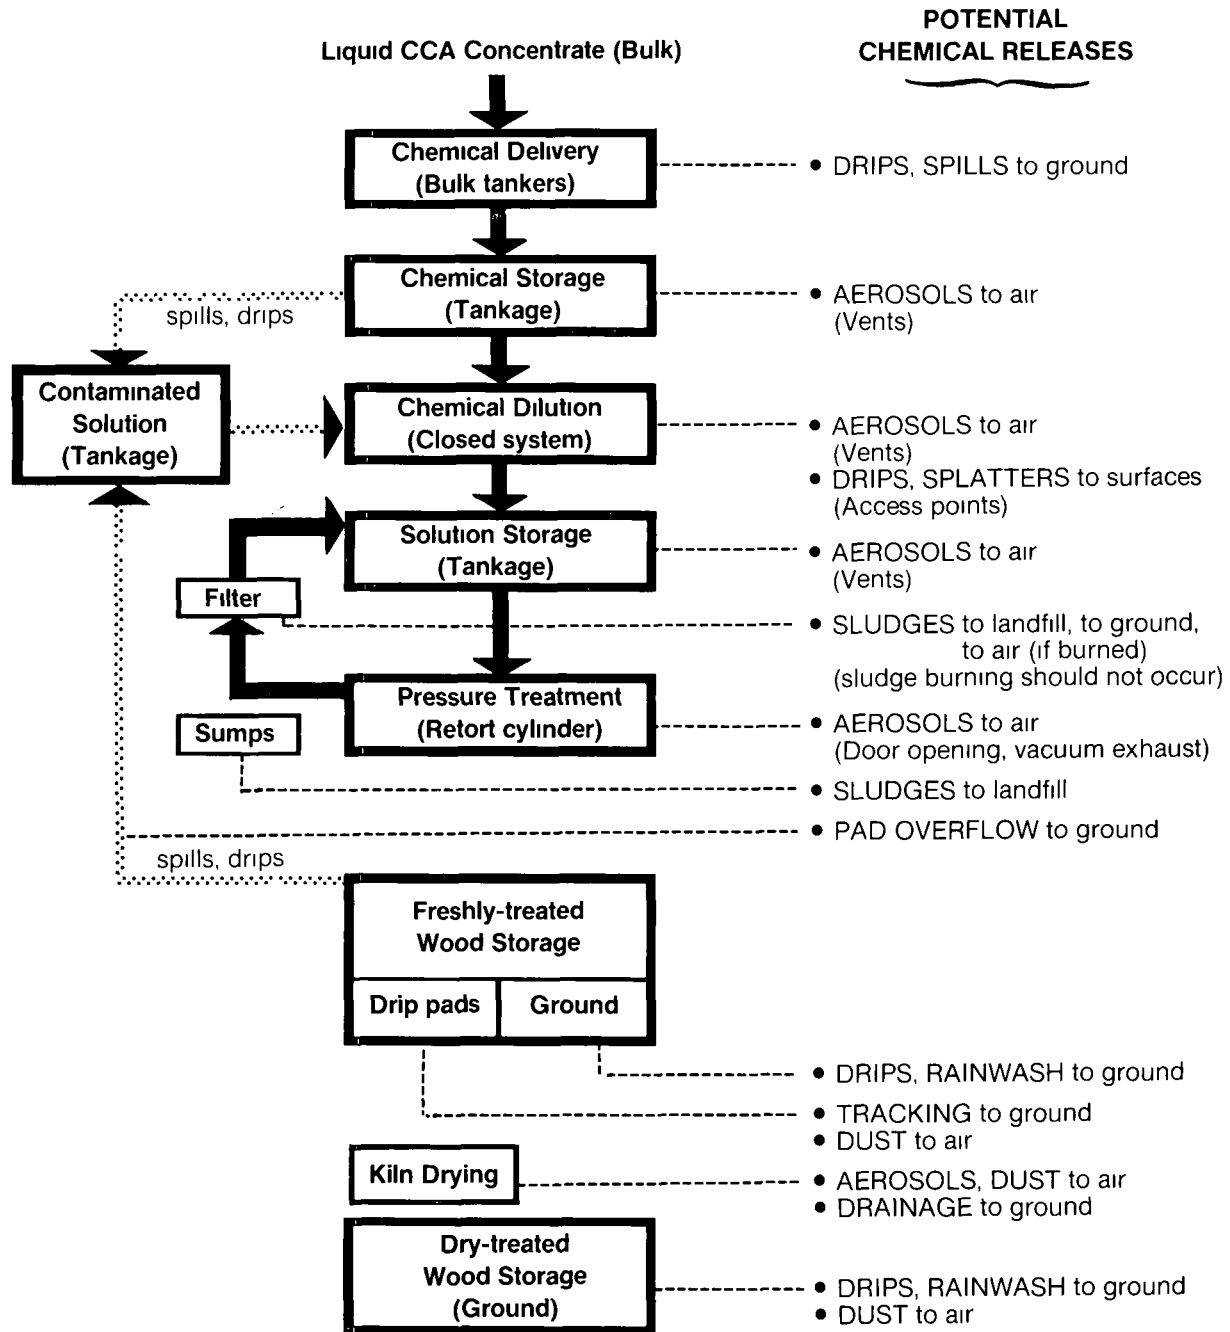 POTENTIAL
CHEMICAL RELEASES
Liquid CCA Concentrate (Bulk)
Chemical Delivery
(Bulk tankers)
• DRIPS, SPILLS to ground
Chemical Storage
(Tankage)
• AEROSOLS to air
(Vents)
spills, drips
Contaminated
Solution
(Tankage)
Chemical Dilution
(Closed system)
• AEROSOLS to air
(Vents)
• DRIPS, SPLATTERS to surfaces
(Access points)
Solution Storage
(Tankage)
• AEROSOLS to air
(Vents)
Filter
• SLUDGES to landfill, to ground,
to air (if burned)
(sludge burning should not occur)
Pressure Treatment
(Retort cylinder)
• AEROSOLS to air
(Door opening, vacuum exhaust)
Sumps
• SLUDGES to landfill
• PAD OVERFLOW to ground
spills, drips
Freshly-treated
Wood Storage
Drip pads
Ground
• DRIPS, RAINWASH to ground
• TRACKING to ground
• DUST to air
Kiln Drying
• AEROSOLS, DUST to air
• DRAINAGE to ground
Dry-treated
Wood Storage
(Ground)
• DRIPS, RAINWASH to ground
• DUST to air